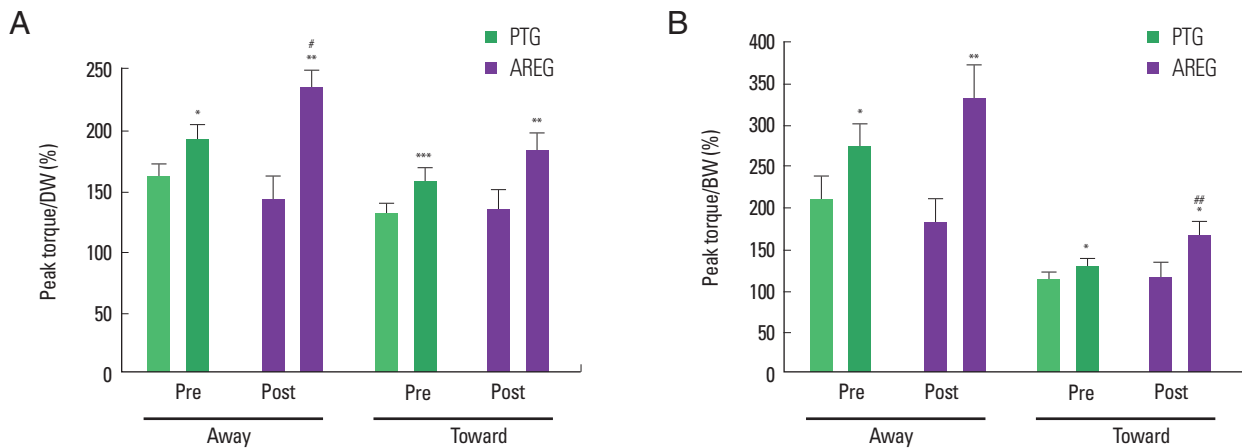 A
PTG
AREG
Peak torque/DW (%)
250
200
150
100
50
0
#
*
**
***
**
Pre
Post
Pre
Post
Away
Toward
B
PTG
AREG
Peak torque/BW (%)
400
350
300
250
200
150
100
50
0
*
**
*
##
*
Pre
Post
Pre
Post
Away
Toward